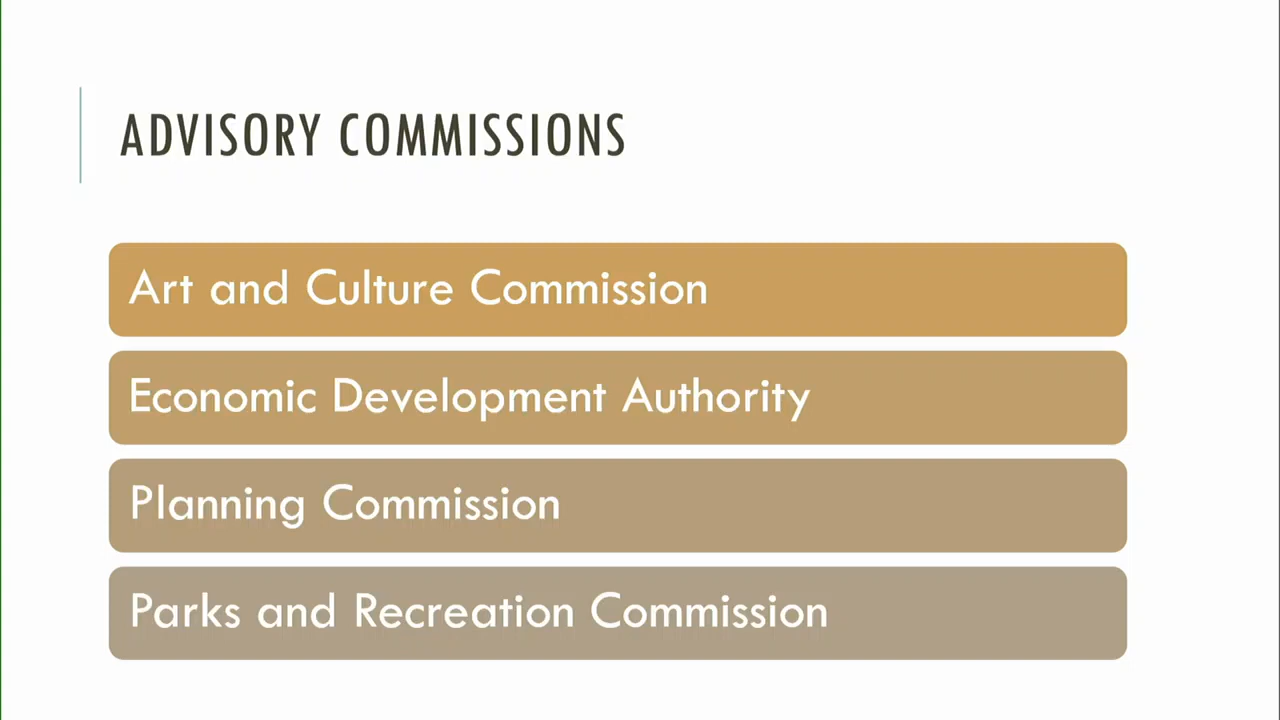 ADVISORY COMMISSIONS
Art and Culture Commission
Economic Development Authority
Planning Commission
Parks and Recreation Commission